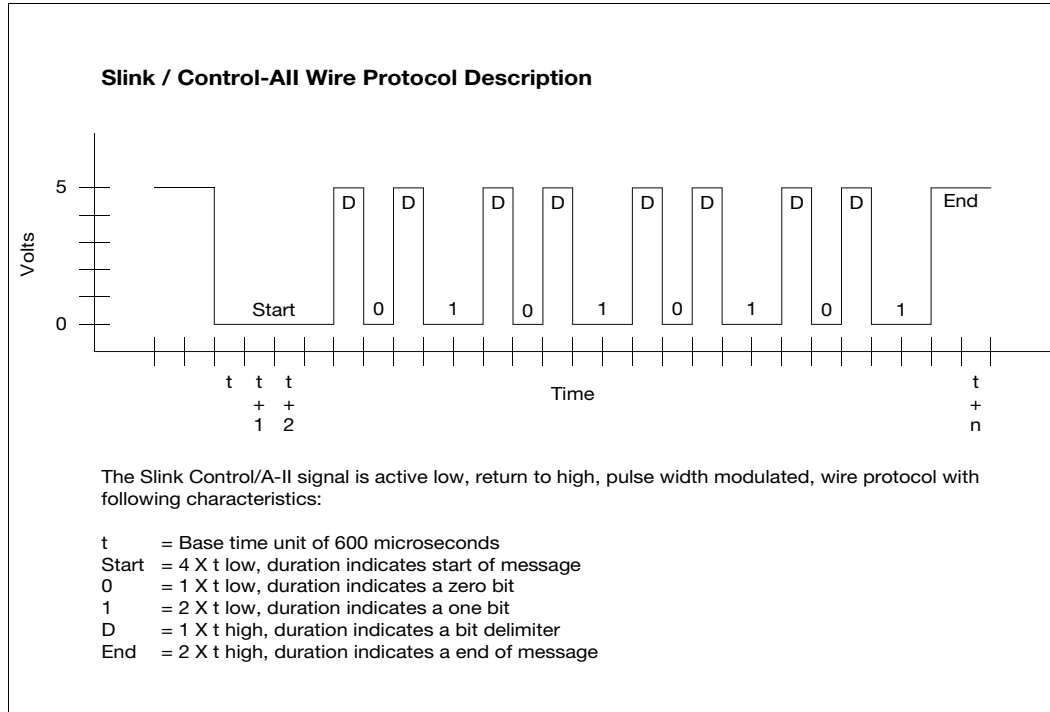 Slink / Control-AII Wire Protocol Description
5
D D D D D D D D End
Volts
Start 0 1 0 1 0 1 0 1
0
t t t Time t
+ + +
1 2 n
The Slink Control/A-II signal is active low, return to high, pulse width modulated, wire protocol with
following characteristics:
t = Base time unit of 600 microseconds
Start = 4 X t low, duration indicates start of message
0 = 1 X t low, duration indicates a zero bit
1 = 2 X t low, duration indicates a one bit
D = 1 X t high, duration indicates a bit delimiter
End = 2 X t high, duration indicates a end of message